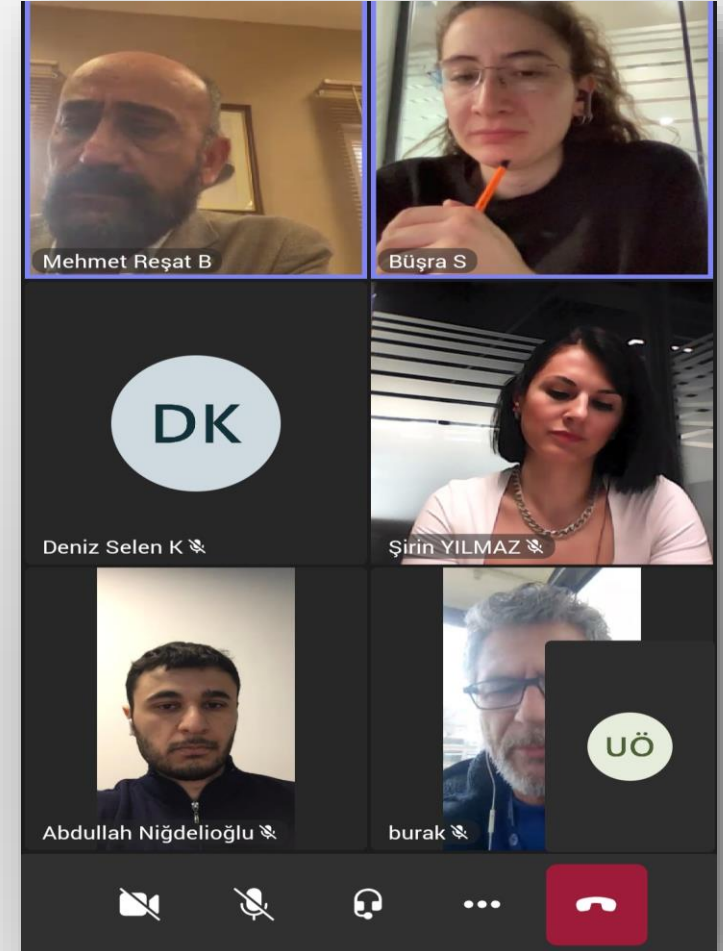 Mehmet Reşat B
Büşra S
DK
Deniz Selen K
Şirin YILMAZ
Abdullah Niğdelioğlu
burak
UÖ